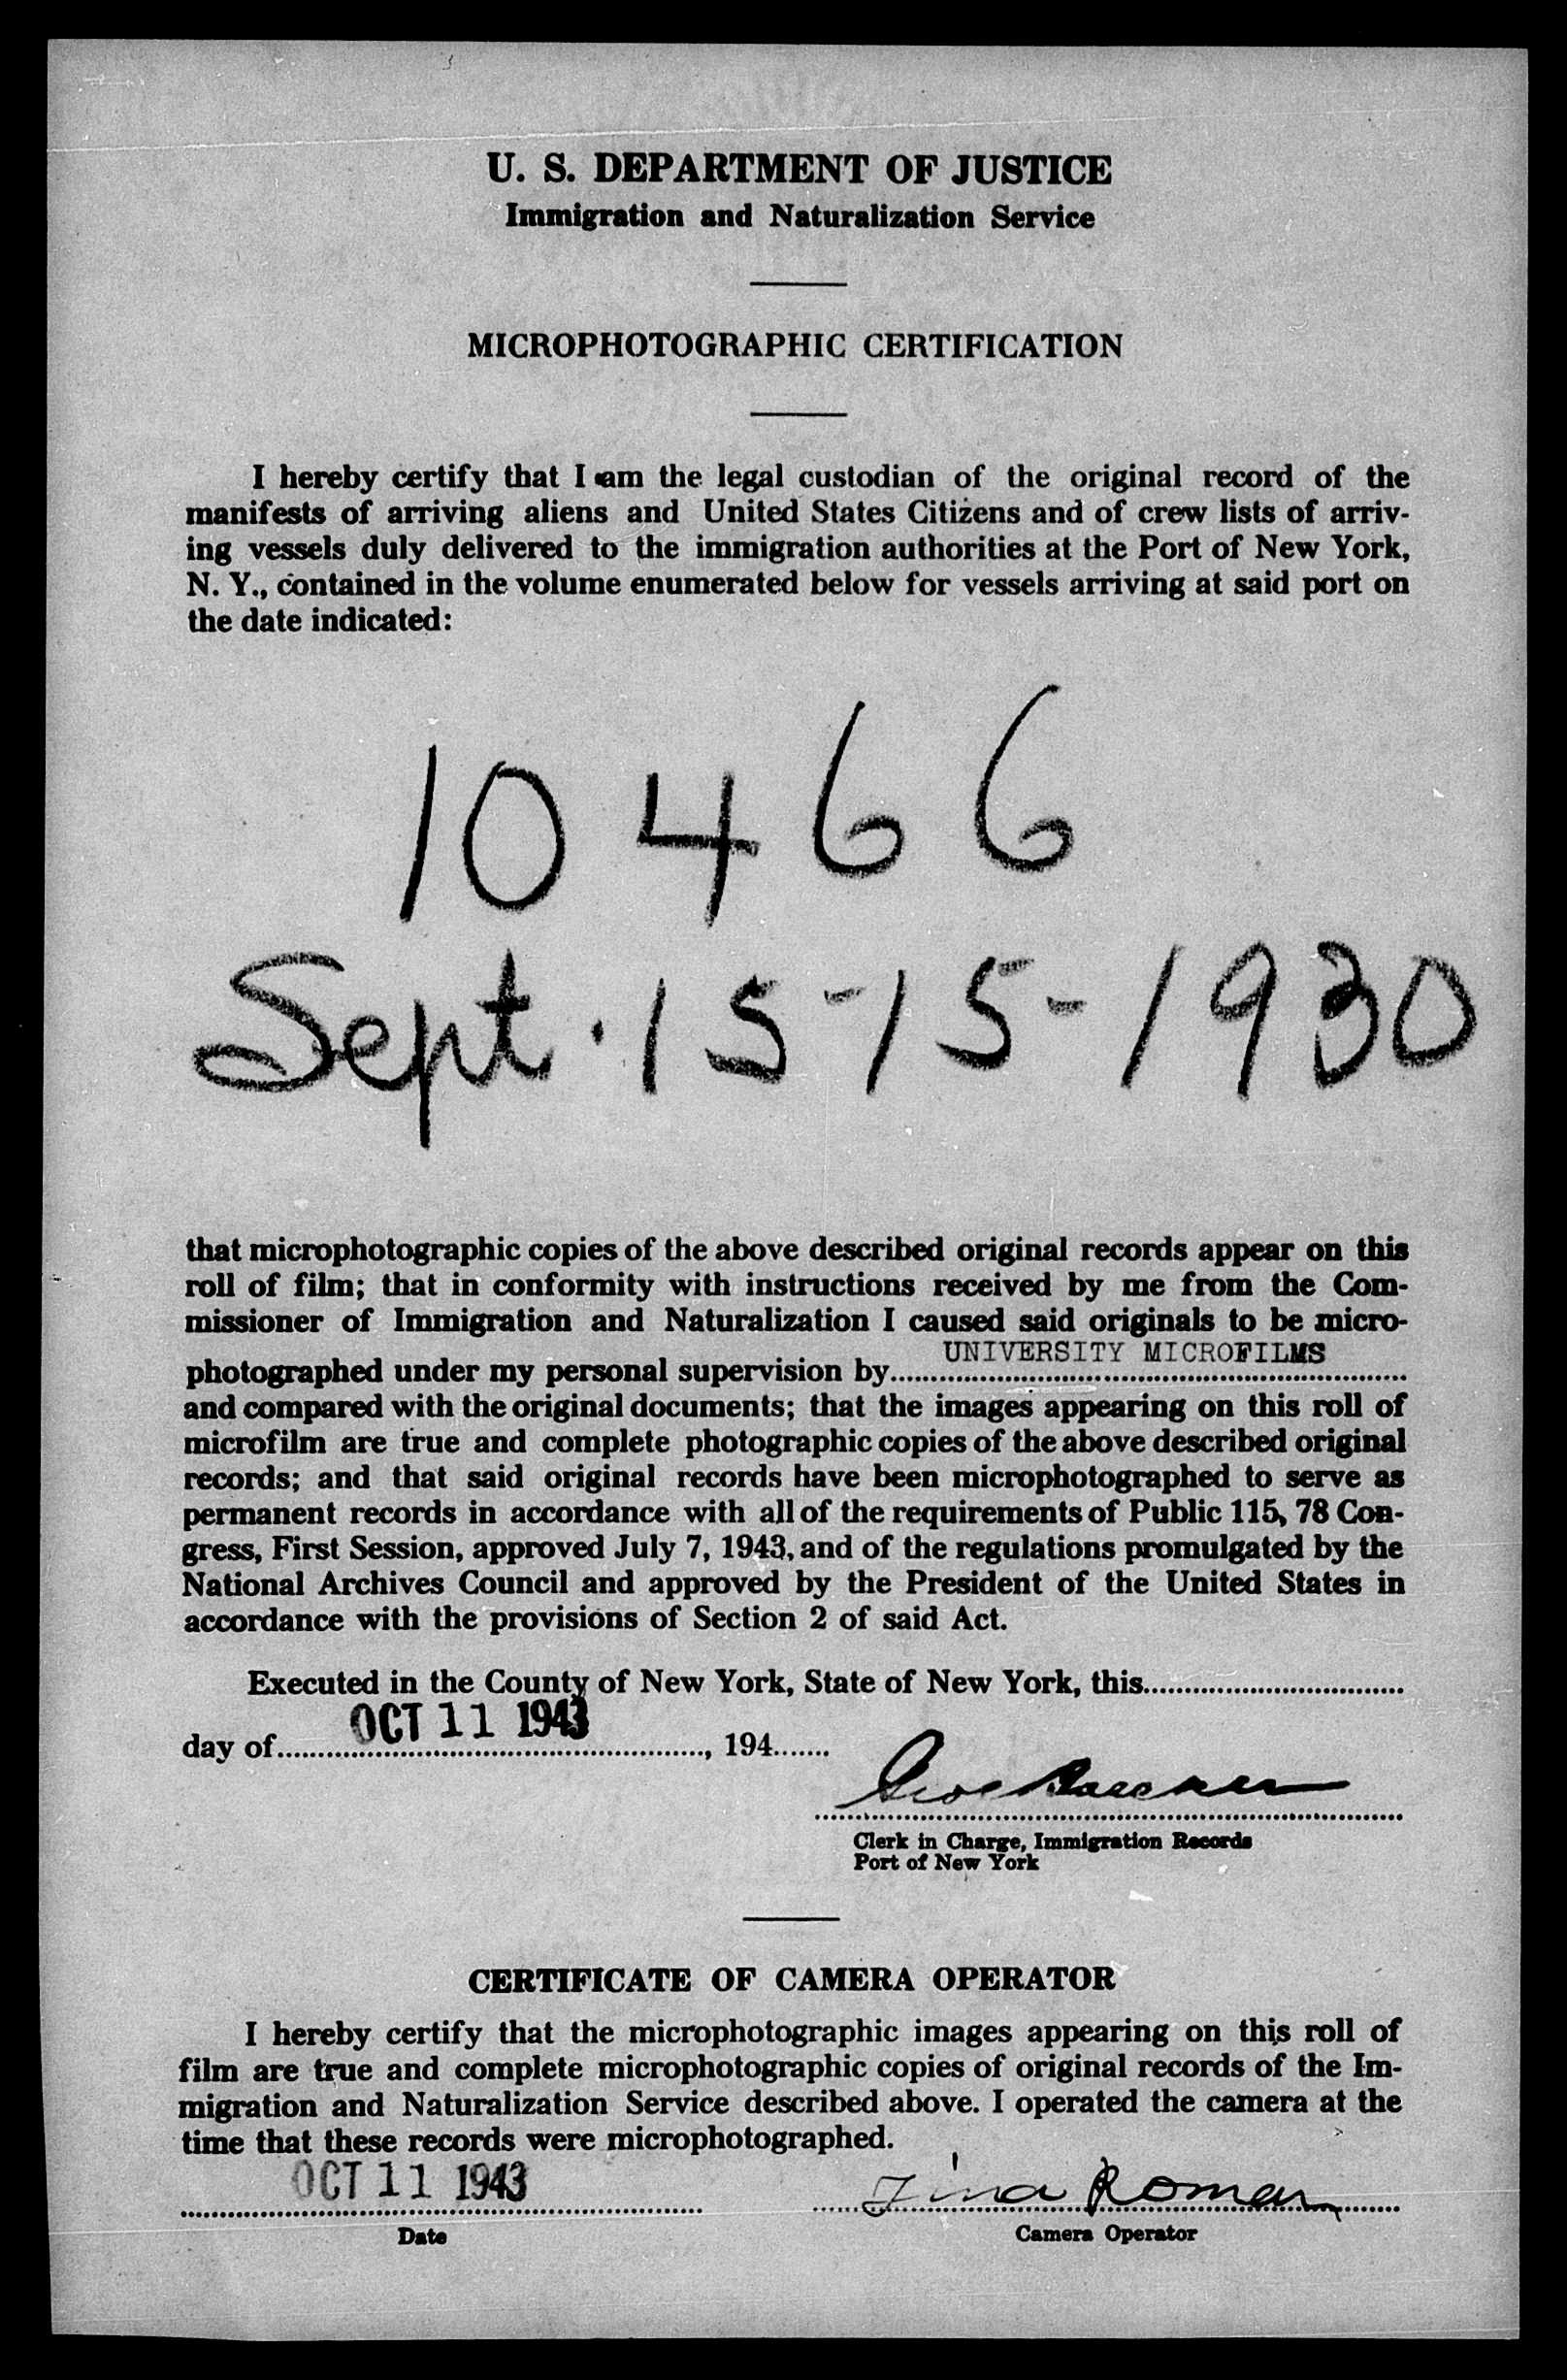 U. S. DEPARTMENT OF JUSTICE
Immigration and Naturalization Service
MICROPHOTOGRAPHIC CERTIFICATION
I hereby certify that I am the legal custodian of the original record of the
manifests of arriving aliens and United States Citizens and of crew lists of arriv-
ing vessels duly delivered to the immigration authorities at the Port of New York,
N. Y., contained in the volume enumerated below for vessels arriving at said port on
the date indicated:
10466
Sept. 15-15-1930
that microphotographic copies of the above described original records appear on this
roll of film; that in conformity with instructions received by me from the Com-
missioner of Immigration and Naturalization I caused said originals to be micro-
photographed under my personal supervision by UNIVERSITY MICROFILMS
and compared with the original documents; that the images appearing on this roll of
microfilm are true and complete photographic copies of the above described original
records; and that said original records have been microphotographed to serve as
permanent records in accordance with all of the requirements of Public 115, 78 Con-
gress, First Session, approved July 7, 1943, and of the regulations promulgated by the
National Archives Council and approved by the President of the United States in
accordance with the provisions of Section 2 of said Act.
Executed in the County of New York, State of New York, this
day of OCT 11 1943, 194
Clerk in Charge, Immigration Records
Port of New York
CERTIFICATE OF CAMERA OPERATOR
I hereby certify that the microphotographic images appearing on this roll of
film are true and complete microphotographic copies of original records of the Im-
migration and Naturalization Service described above. I operated the camera at the
time that these records were microphotographed.
OCT 11 1943 Tina Roman
Date Camera Operator